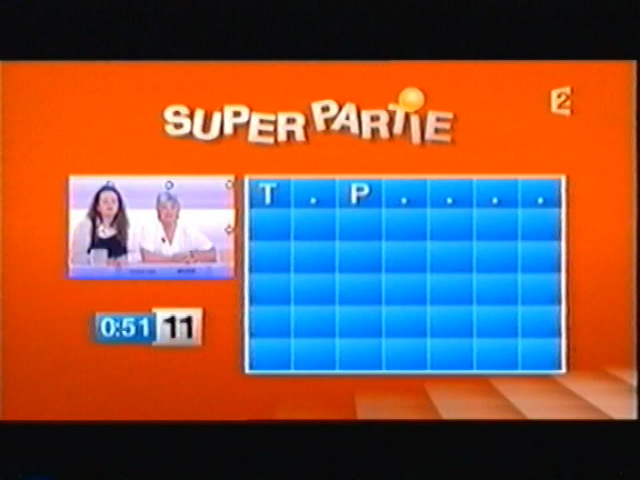 SUPER PARTIE
2
T . P . . . .
0:51 11